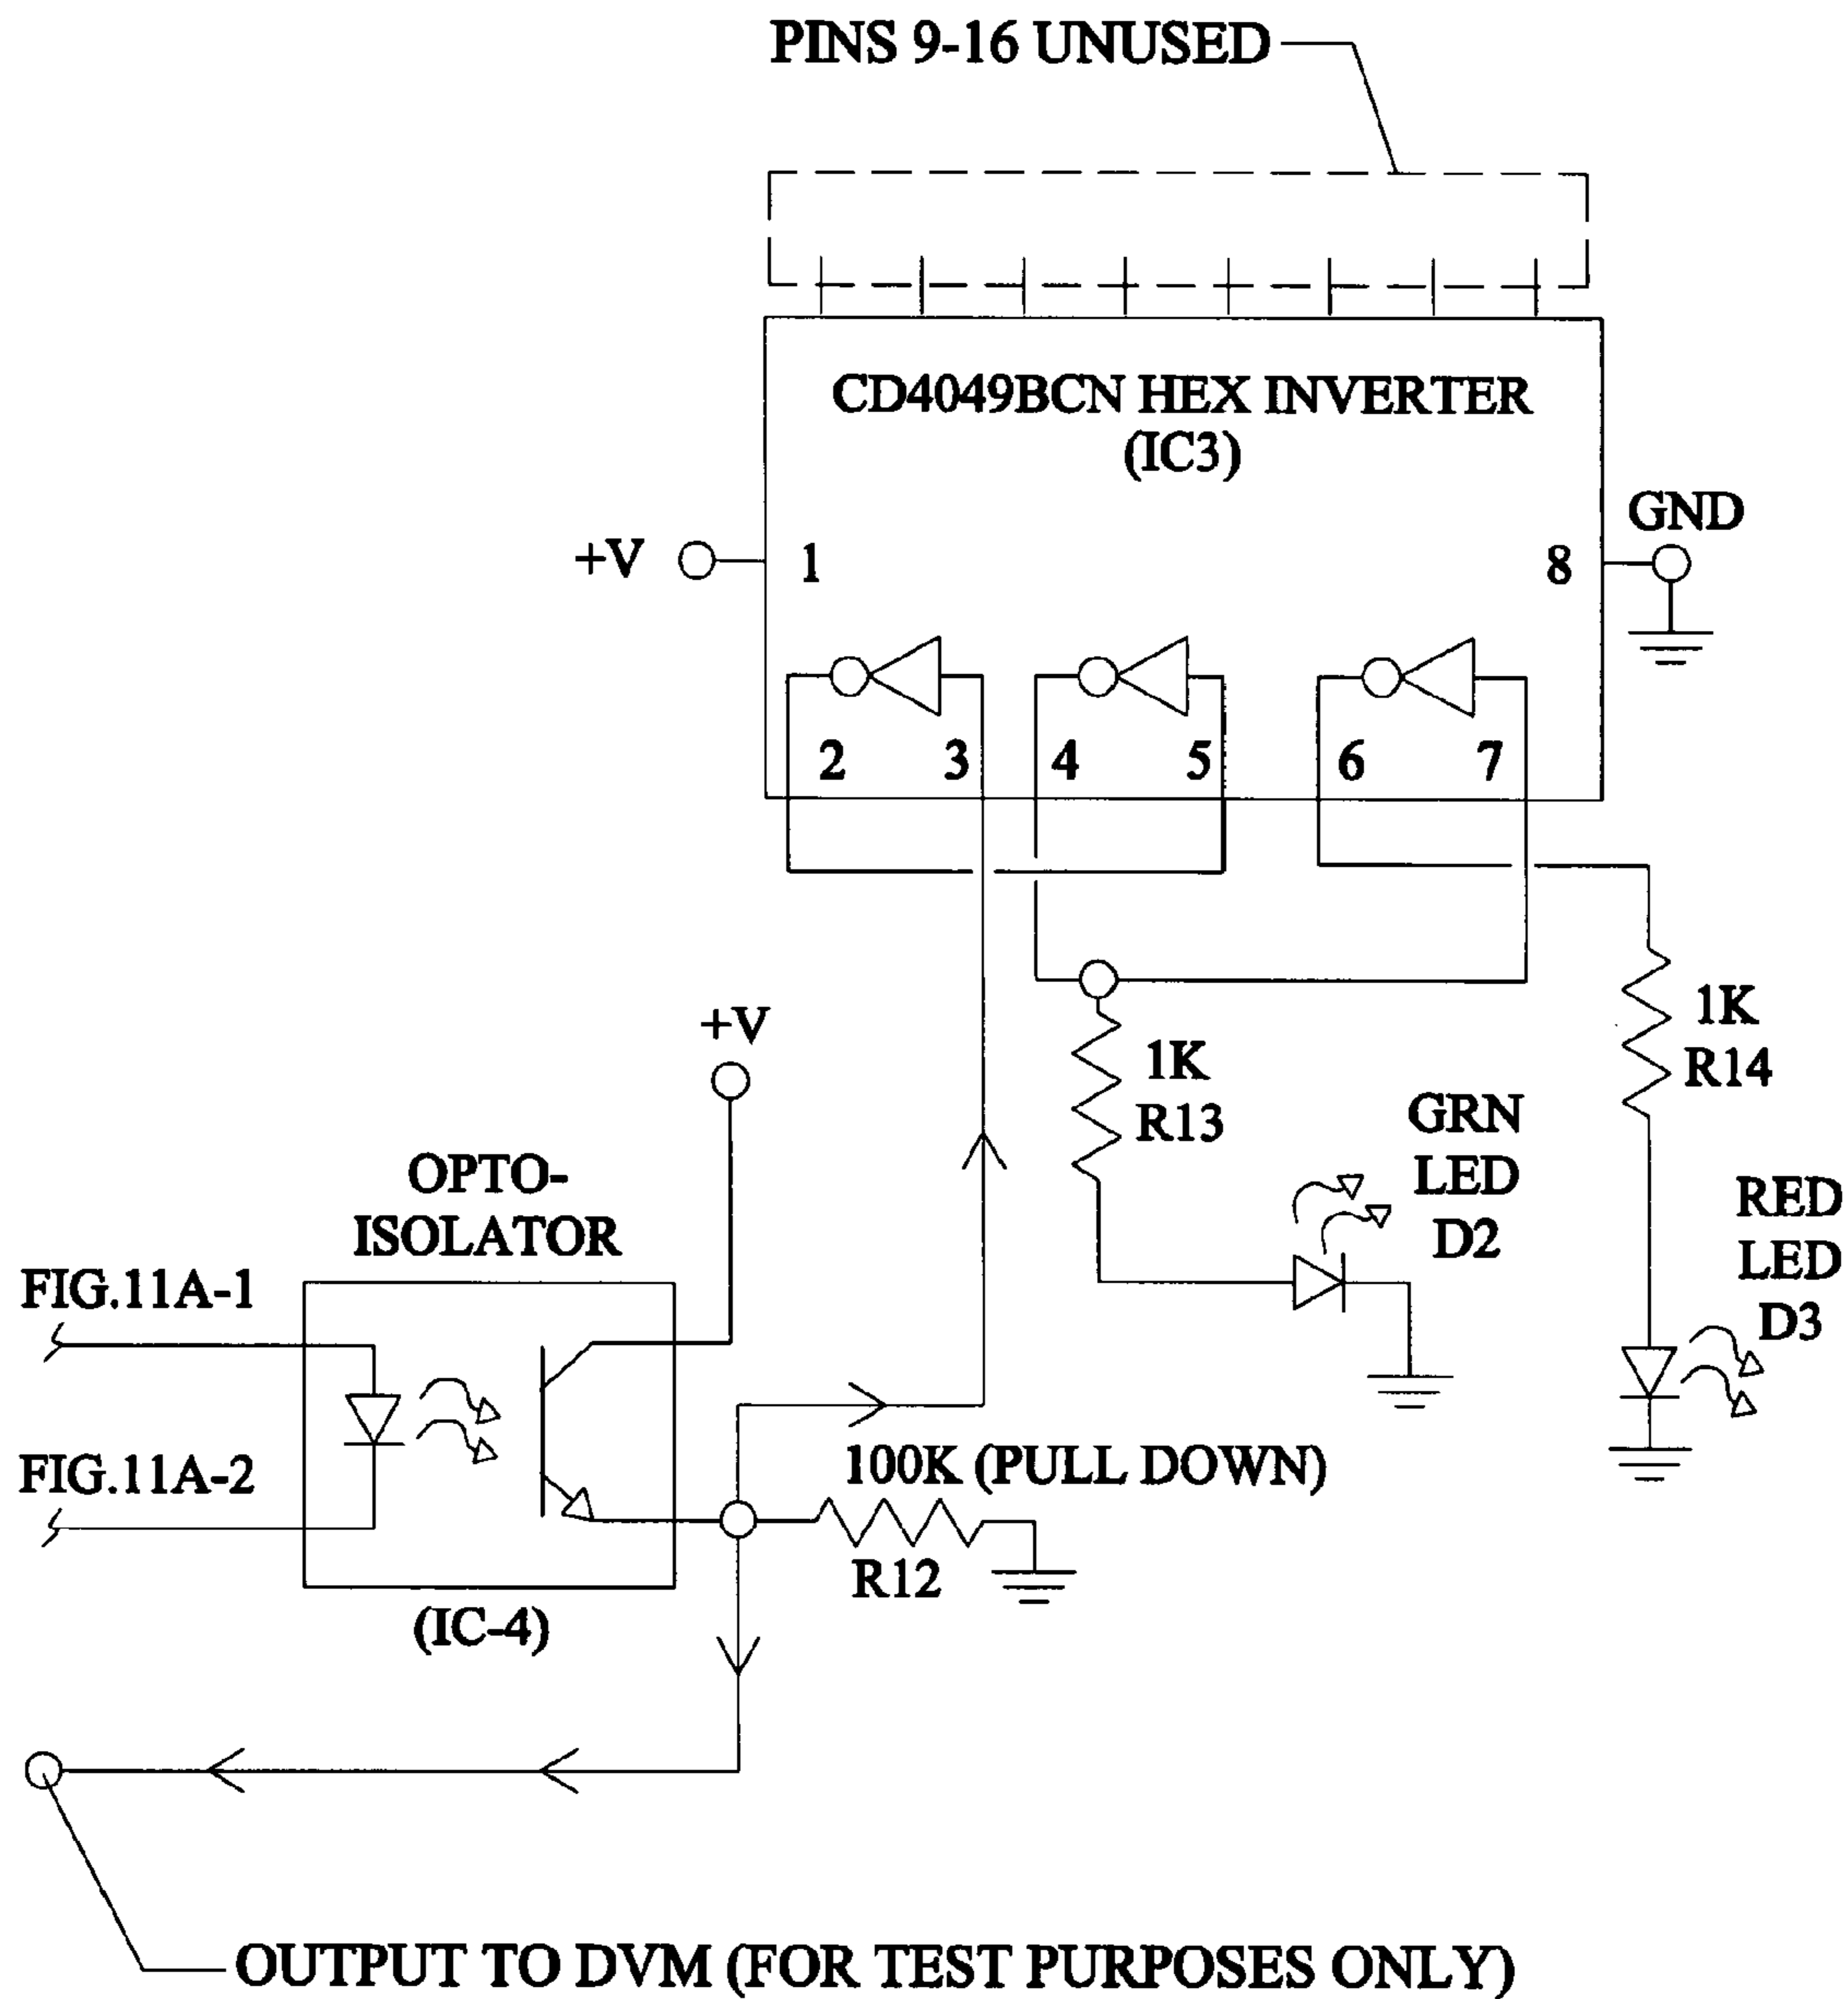 PINS 9-16 UNUSED
CD4049BCN HEX INVERTER
(IC3)
GND
+V
1
8
2
3
4
5
6
7
+V
1K
R14
1K
R13
GRN
LED
D2
RED
LED
D3
OPTO-
ISOLATOR
FIG.11A-1
FIG.11A-2
100K (PULL DOWN)
R12
(IC-4)
OUTPUT TO DVM (FOR TEST PURPOSES ONLY)